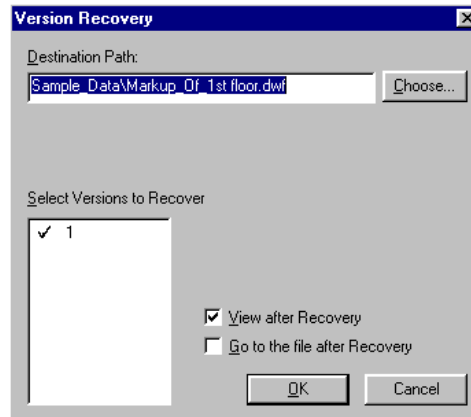 Version Recovery
Destination Path:
Sample_Data\Markup_Of_1st floor.dwf
Choose...
Select Versions to Recover
1
View after Recovery
Go to the file after Recovery
OK Cancel